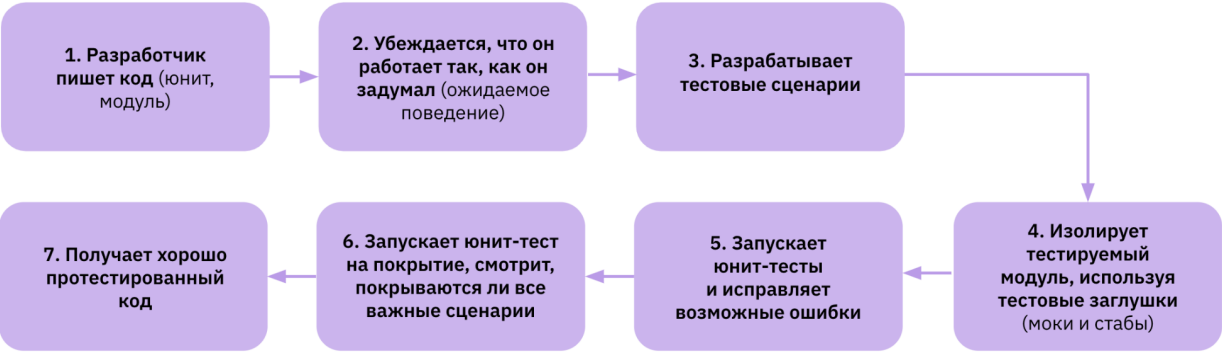 1. Разработчик
пишет код (юнит,
модуль)
2. Убеждается, что он
работает так, как он
задумал (ожидаемое
поведение)
3. Разрабатывает
тестовые сценарии
4. Изолирует
тестируемый
модуль, используя
тестовые заглушки
(моки и стабы)
5. Запускает
юнит-тесты
и исправляет
возможные ошибки
6. Запускает юнит-тест
на покрытие, смотрит,
покрываются ли все
важные сценарии
7. Получает хорошо
протестированный
код